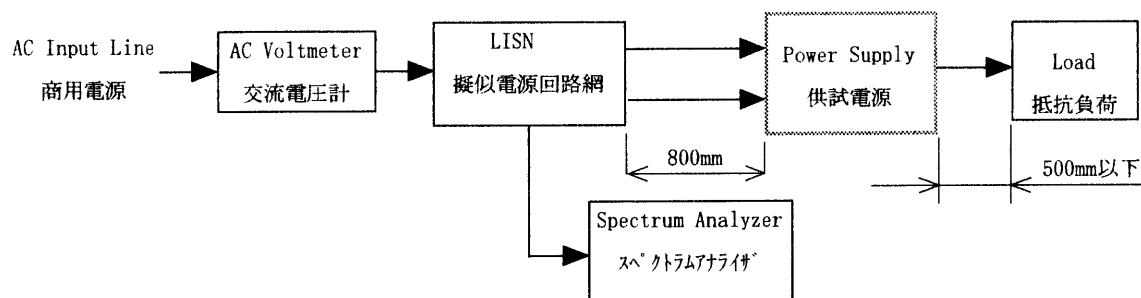 AC Input Line
商用電源
AC Voltmeter
交流電圧計
LISN
擬似電源回路網
Power Supply
供試電源
Load
抵抗負荷
800mm
500mm以下
Spectrum Analyzer
ｽﾍﾟｸﾄﾗﾑｱﾅﾗｲｻﾞ